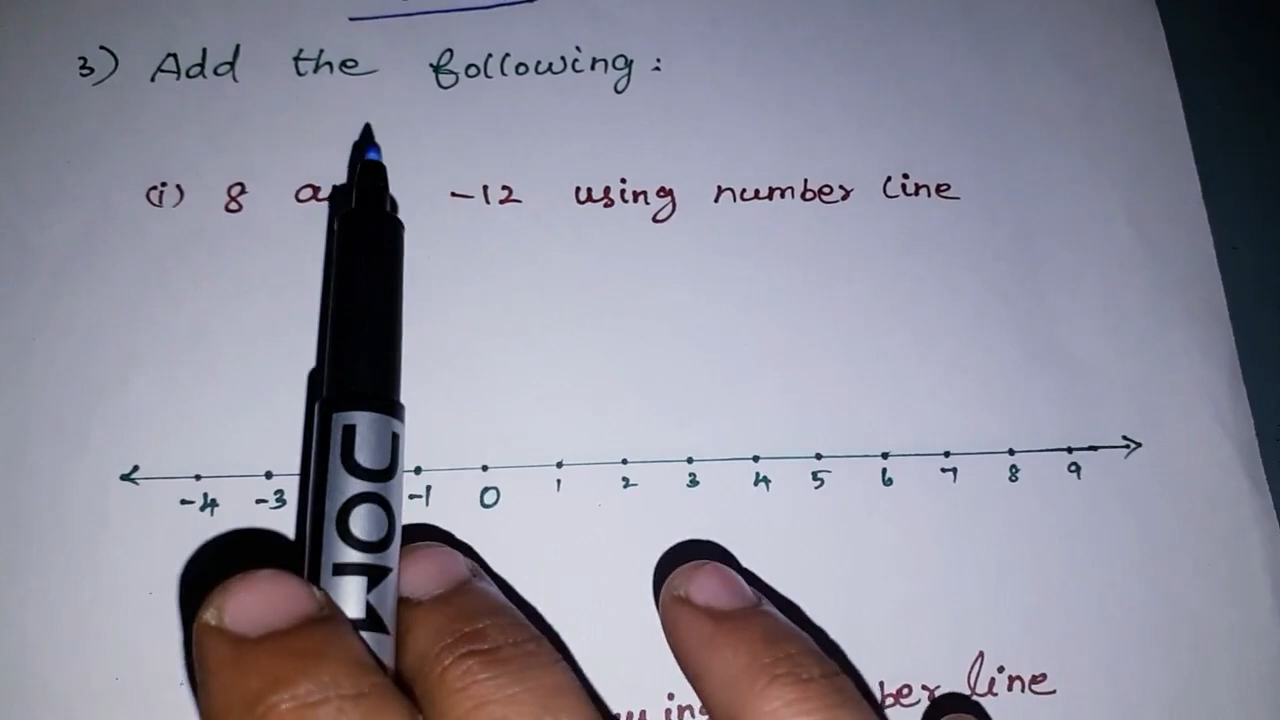 3) Add the following:
(i) 8 -12 using number line
-4 -3 -1 0 1 2 3 4 5 6 7 8 9
line